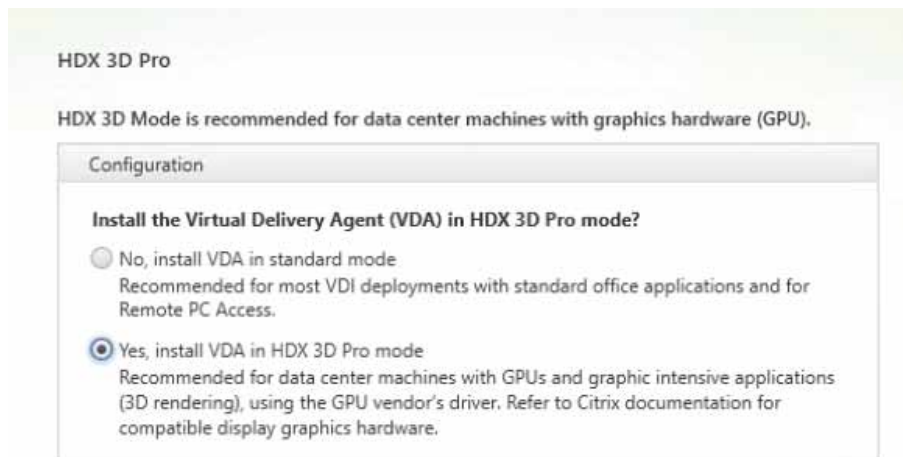 HDX 3D Pro
HDX 3D Mode is recommended for data center machines with graphics hardware (GPU).
Configuration
Install the Virtual Delivery Agent (VDA) in HDX 3D Pro mode?
No, install VDA in standard mode
Recommended for most VDI deployments with standard office applications and for
Remote PC Access.
Yes, install VDA in HDX 3D Pro mode
Recommended for data center machines with GPUs and graphic intensive applications
(3D rendering), using the GPU vendor's driver. Refer to Citrix documentation for
compatible display graphics hardware.